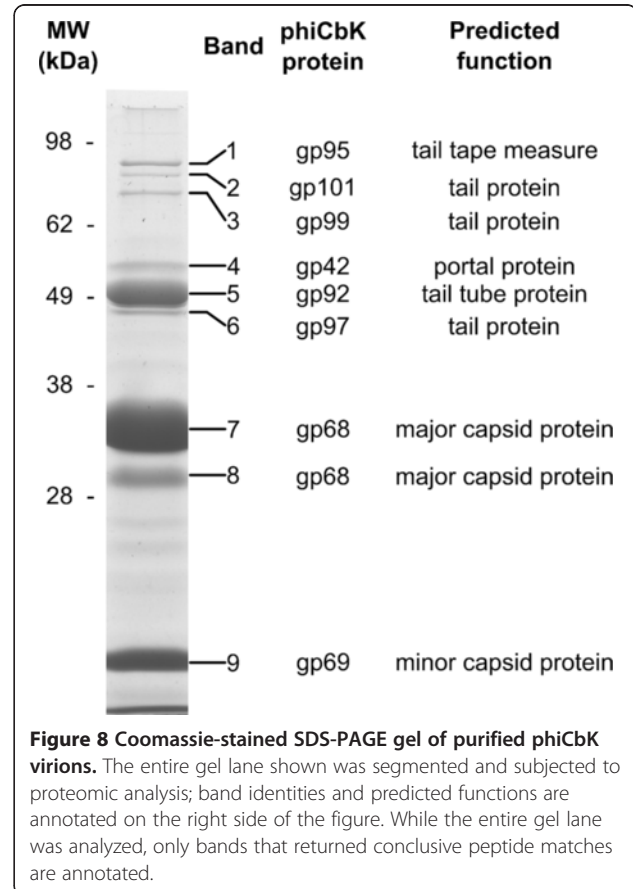 MW (kDa) Band phiCbK protein Predicted function
98 -
1 gp95 tail tape measure
2 gp101 tail protein
3 gp99 tail protein
62 -
4 gp42 portal protein
49 - 5 gp92 tail tube protein
6 gp97 tail protein
38 -
7 gp68 major capsid protein
8 gp68 major capsid protein
28 -
9 gp69 minor capsid protein
Figure 8 Coomassie-stained SDS-PAGE gel of purified phiCbK
virions. The entire gel lane shown was segmented and subjected to
proteomic analysis; band identities and predicted functions are
annotated on the right side of the figure. While the entire gel lane
was analyzed, only bands that returned conclusive peptide matches
are annotated.